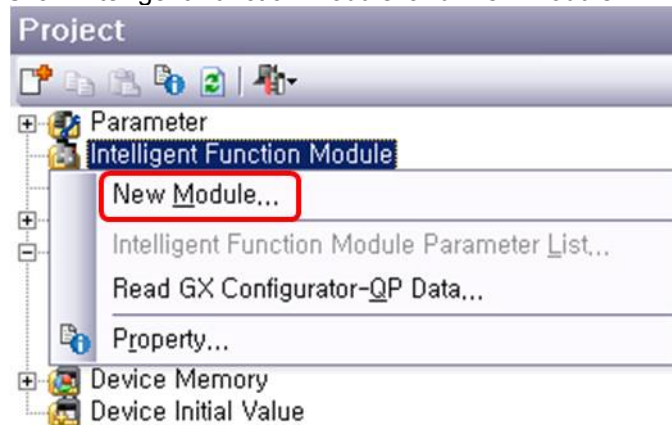 Project
Parameter
Intelligent Function Module
New Module...
Intelligent Function Module Parameter List...
Read GX Configurator-QP Data...
Property...
Device Memory
Device Initial Value